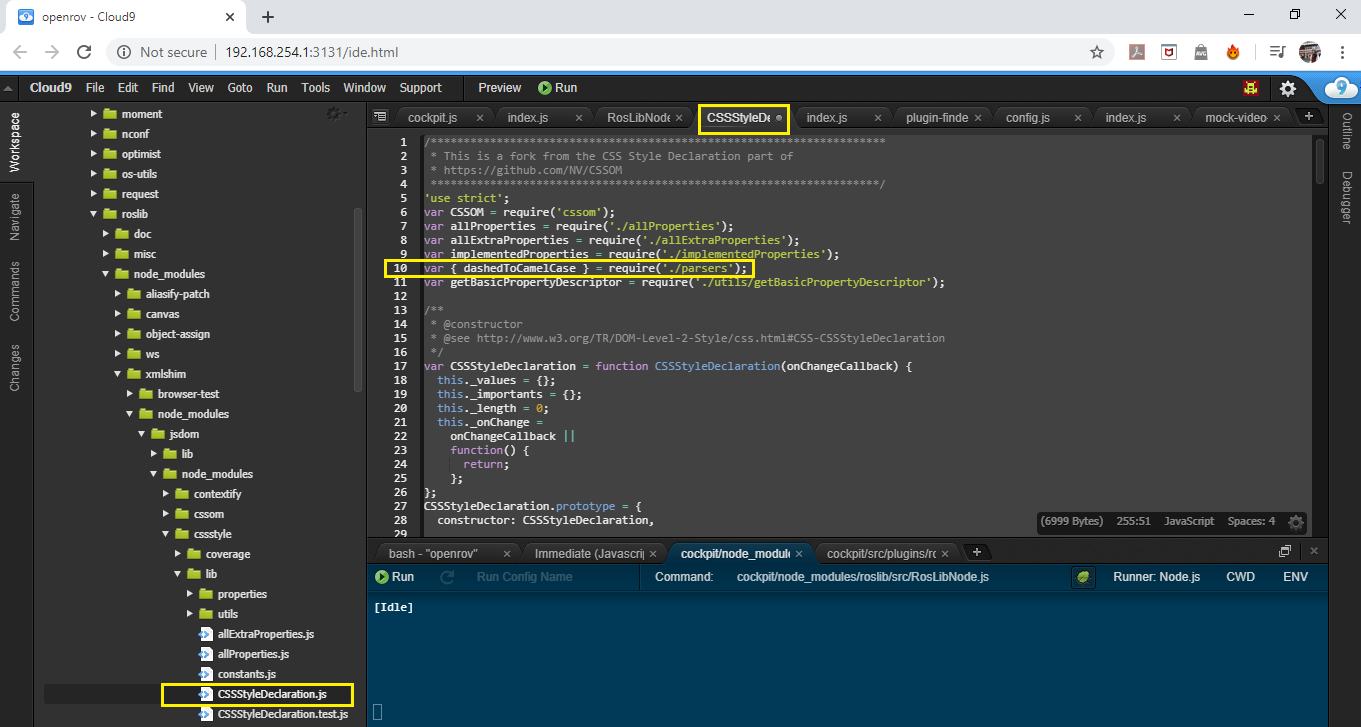 openrov - Cloud9
Not secure | 192.168.254.1:3131/ide.html
Cloud9 File Edit Find View Goto Run Tools Window Support Preview Run
Workspace
Navigate
Commands
Changes
moment
nconf
optimist
os-utils
request
roslib
doc
misc
node_modules
aliasify-patch
canvas
object-assign
ws
xmlshim
browser-test
node_modules
jsdom
lib
node_modules
contextify
cssom
cssstyle
coverage
lib
properties
utils
allExtraProperties.js
allProperties.js
constants.js
CSSStyleDeclaration.js
CSSStyleDeclaration.test.js
cockpit.js index.js RosLibNode CSSStyleDe index.js plugin-finde config.js index.js mock-video-
1 /*********************************************************************
2 * This is a fork from the CSS Style Declaration part of
3 * https://github.com/NV/CSSOM
4 ********************************************************************/
5 'use strict';
6 var CSSOM = require('cssom');
7 var allProperties = require('./allProperties');
8 var allExtraProperties = require('./allExtraProperties');
9 var implementedProperties = require('./implementedProperties');
10 var { dashedToCamelCase } = require('./parsers');
11 var getBasicPropertyDescriptor = require('./utils/getBasicPropertyDescriptor');
12
13 /**
14 * @constructor
15 * @see http://www.w3.org/TR/DOM-Level-2-Style/css.html#CSS-CSSStyleDeclaration
16 */
17 var CSSStyleDeclaration = function CSSStyleDeclaration(onChangeCallback) {
18 this._values = {};
19 this._importants = {};
20 this._length = 0;
21 this._onChange =
22 onChangeCallback ||
23 function() {
24 return;
25 };
26 };
27 CSSStyleDeclaration.prototype = {
28 constructor: CSSStyleDeclaration,
29
(6999 Bytes) 255:51 JavaScript Spaces: 4
bash - "openrov" Immediate (Javascrip cockpit/node_module cockpit/src/plugins/rc
Run Run Config Name Command: cockpit/node_modules/roslib/src/RosLibNode.js Runner: Node.js CWD ENV
[Idle]
9
Outline
Debugger